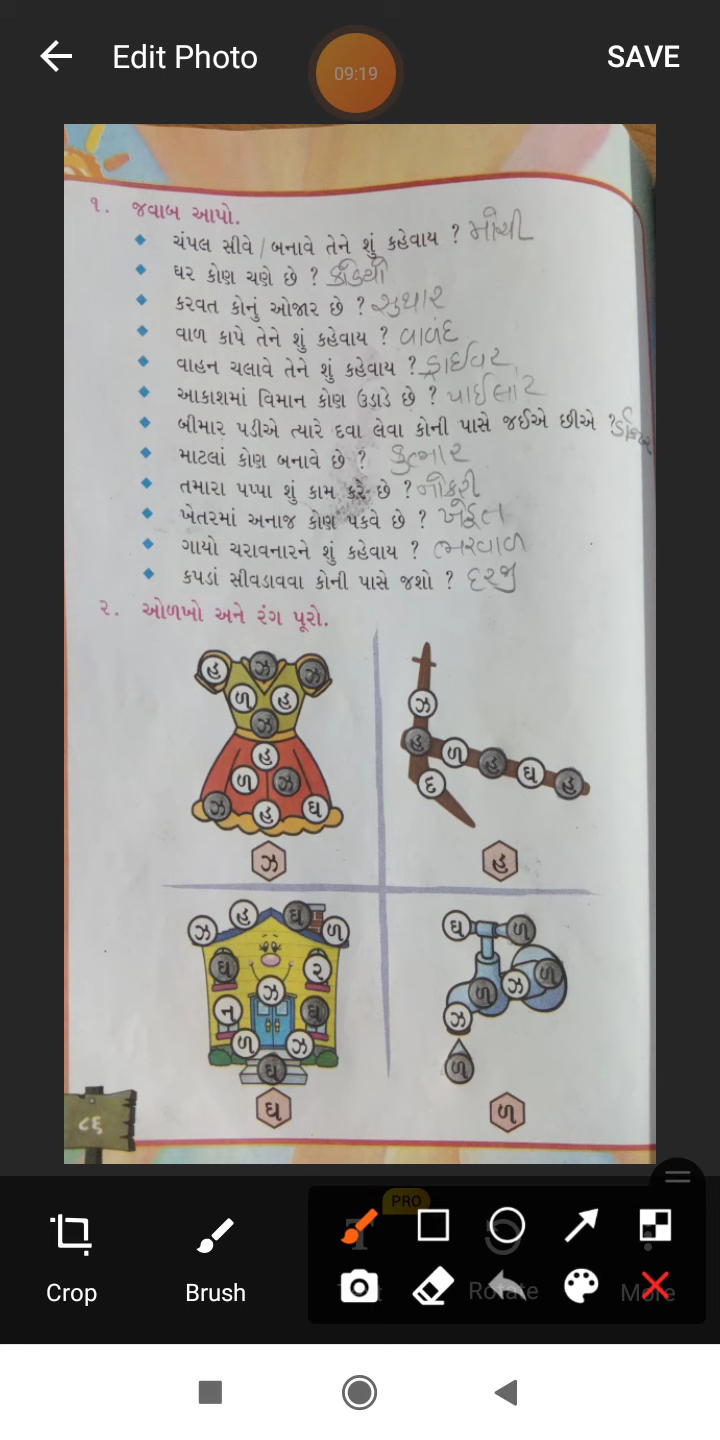 Edit Photo
09:19
SAVE
૧. જવાબ આપો.
ચંપલ સીવે / બનાવે તેને શું કહેવાય ? મોચી
ઘર કોણ ચણે છે ? કડિયો
કરવત કોનું ઓજાર છે ? સુથાર
વાળ કાપે તેને શું કહેવાય ? વાળંદ
વાહન ચલાવે તેને શું કહેવાય ? ડ્રાઈવર
આકાશમાં વિમાન કોણ ઉડાડે છે ? પાઈલોટ
બીમાર પડીએ ત્યારે દવા લેવા કોની પાસે જઈએ છીએ ?
માટલાં કોણ બનાવે છે ? કુંભાર
તમારા પપ્પા શું કામ કરે છે ? નોકરી
ખેતરમાં અનાજ કોણ પકવે છે ? ખેડૂત
ગાયો ચરાવનારને શું કહેવાય ? ભરવાળ
કપડાં સીવડાવવા કોની પાસે જશો ? દરજી
૨. ઓળખો અને રંગ પૂરો.
હ ઝ ઝ
ળ હ
ઝ
હ
ળ ઝ
ઝ હ ઘ
ઝ
ઝ
હ ળ હ ઘ હ
દ
હ
ઝ હ ઘ ળ
ઘ ર
ઝ
ન ઘ
ળ ઝ
ઘ
ઘ
ઘ ળ
ળ ઝ ળ
ઝ
ળ
ળ
૮૬
PRO
Crop
Brush
Rotate